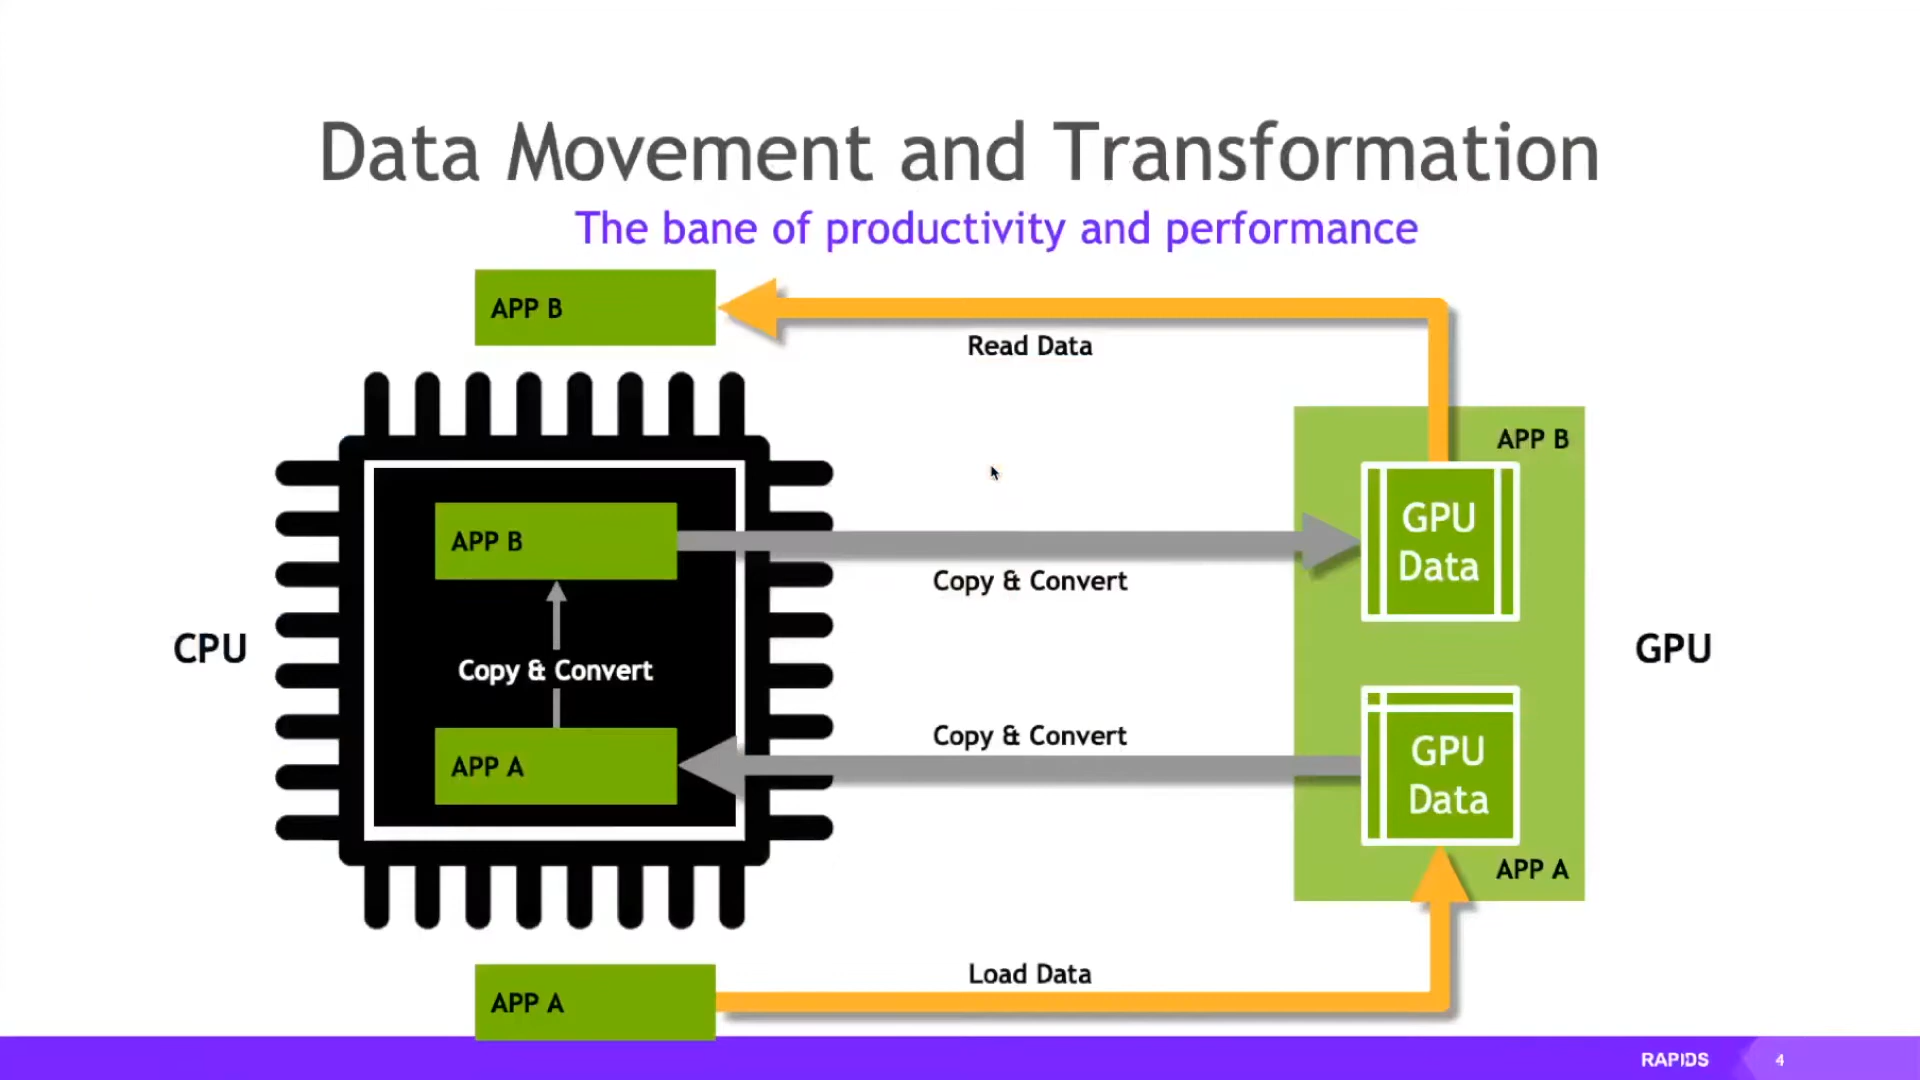 Data Movement and Transformation
The bane of productivity and performance
APP B
Read Data
APP B
GPU
Data
APP B
Copy & Convert
CPU
GPU
Copy & Convert
Copy & Convert
APP A
GPU
Data
APP A
Load Data
APP A
RAPIDS
4